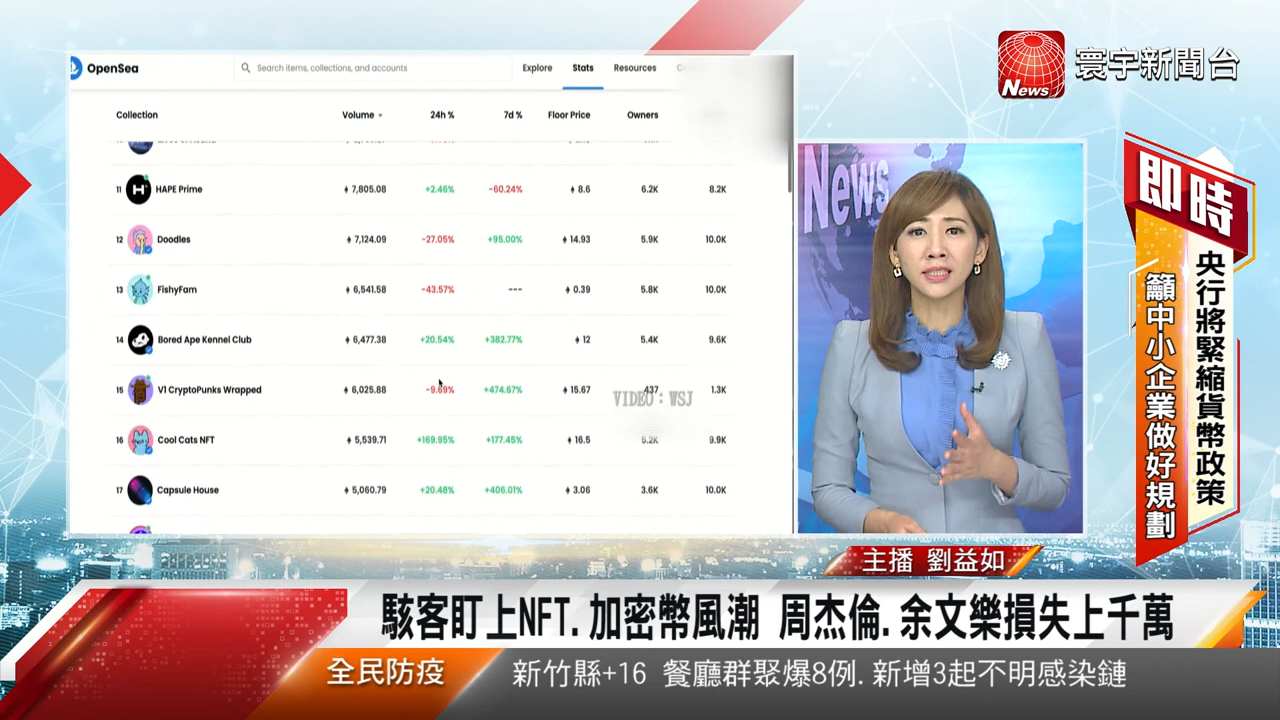 OpenSea
Search items, collections, and accounts
Explore Stats Resources
Collection Volume 24h % 7d % Floor Price Owners
11 HAPE Prime 7,805.08 +2.46% -60.24% 8.6 6.2K 8.2K
12 Doodles 7,124.09 -27.05% +95.00% 14.93 5.9K 10.0K
13 FishyFam 6,541.58 -43.57% --- 0.39 5.8K 10.0K
14 Bored Ape Kennel Club 6,477.38 +20.54% +382.77% 12 5.4K 9.6K
15 V1 CryptoPunks Wrapped 6,025.88 -9.69% +474.67% 15.67 437 1.3K
VIDEO：WSJ
16 Cool Cats NFT 5,539.71 +169.95% +177.45% 16.5 5.2K 9.9K
17 Capsule House 5,060.79 +20.48% +406.01% 3.06 3.6K 10.0K
News
寰宇新聞台
News
即時
央行將緊縮貨幣政策
籲中小企業做好規劃
主播 劉益如
駭客盯上NFT.加密幣風潮 周杰倫.余文樂損失上千萬
全民防疫
新竹縣+16 餐廳群聚爆8例.新增3起不明感染鏈